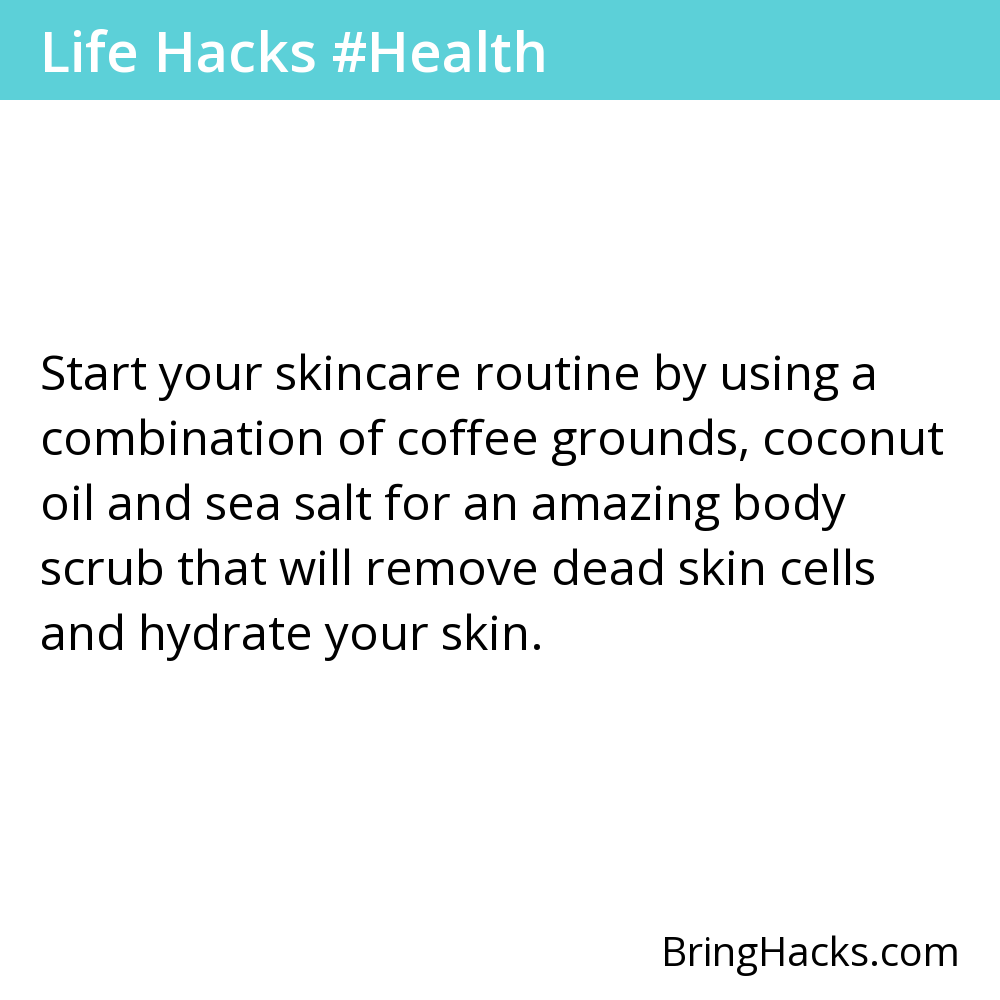 Life Hacks #Health
Start your skincare routine by using a
combination of coffee grounds, coconut
oil and sea salt for an amazing body
scrub that will remove dead skin cells
and hydrate your skin.
BringHacks.com